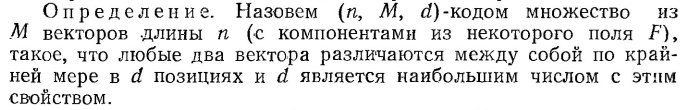 Определение. Назовем (n, M, d)-кодом множество из
M векторов длины n (с компонентами из некоторого поля F),
такое, что любые два вектора различаются между собой по край-
ней мере в d позициях и d является наибольшим числом с этим
свойством.